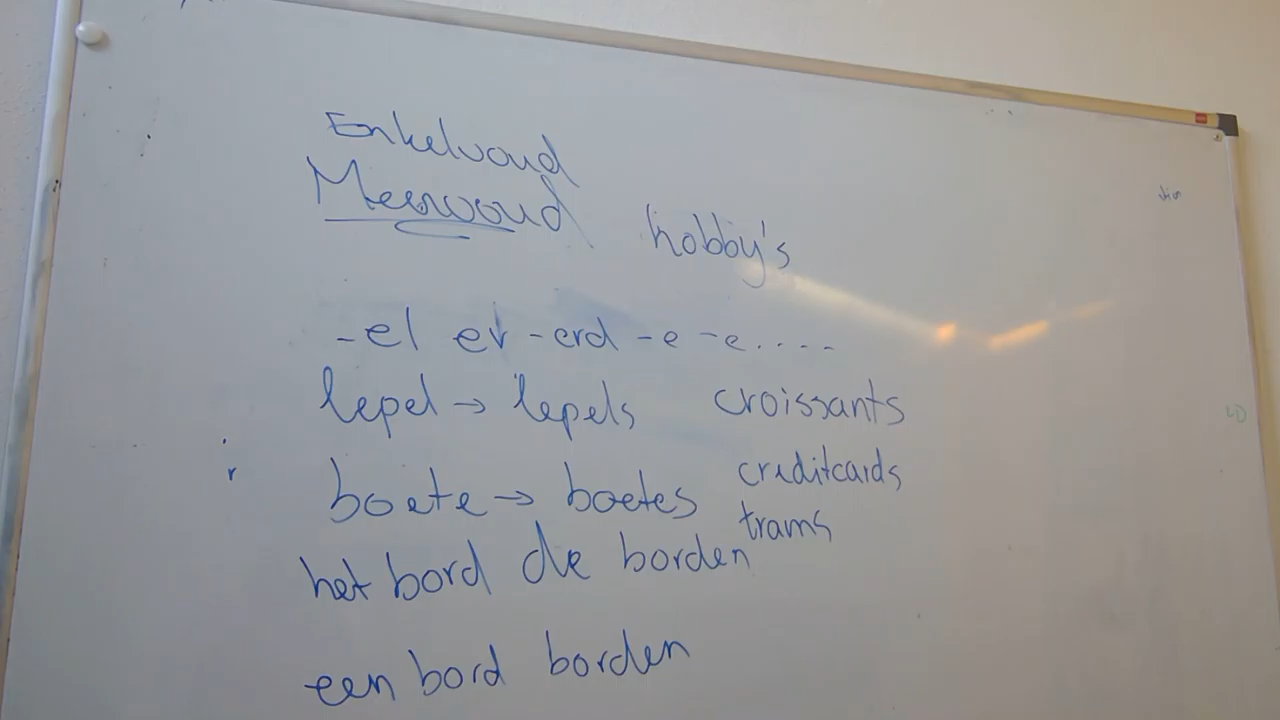 Enkelvoud
Meervoud
hobby's
-el er -erd -e -e....
lepel → lepels croissants
boete → boetes creditcards
trams
het bord de borden
een bord borden